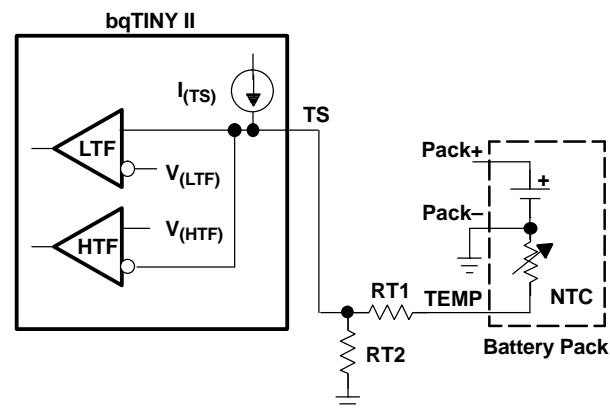 bqTINY II
I(TS)
TS
LTF
V(LTF)
V(HTF)
HTF
Pack+
+
Pack–
NTC
RT1
TEMP
RT2
Battery Pack